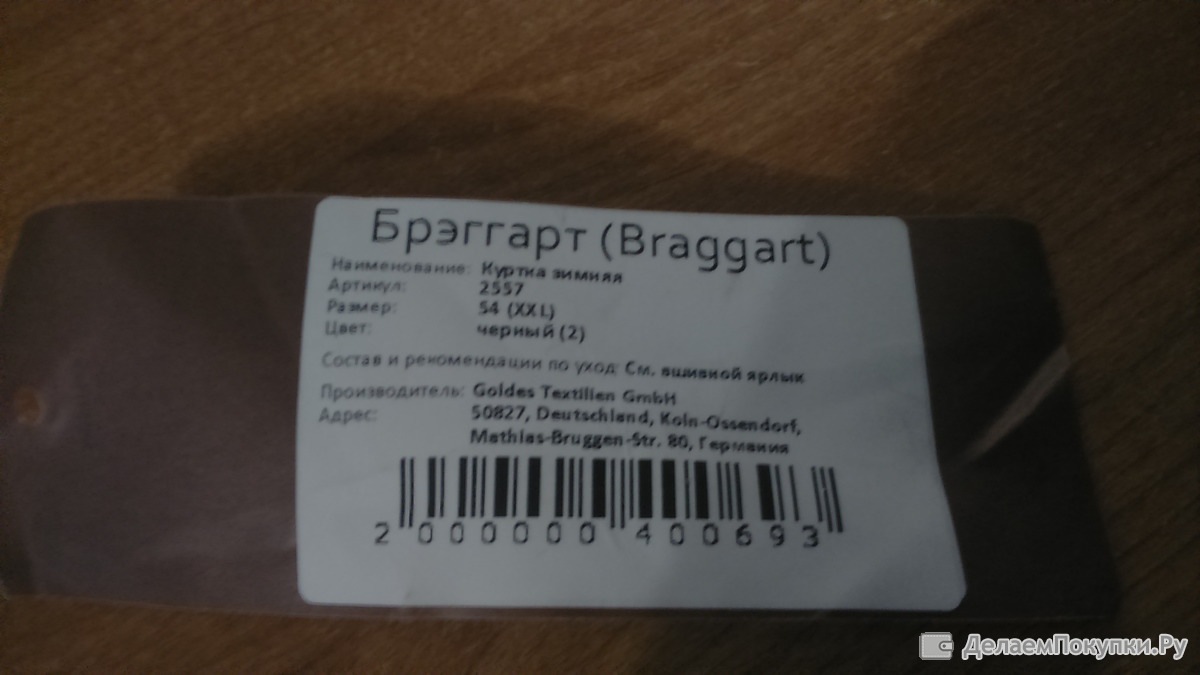 Брэггарт (Braggart)
Наименование: Куртка зимняя
Артикул: 2557
Размер: 54 (XXL)
Цвет: черный (2)
Состав и рекомендации по уход: См. вшивной ярлык
Производитель: Goldes Textilien GmbH
Адрес: 50827, Deutschland, Koln-Ossendorf,
Mathias-Bruggen-Str. 80, Германия
2 000000 400693
ДелаемПокупки.Ру